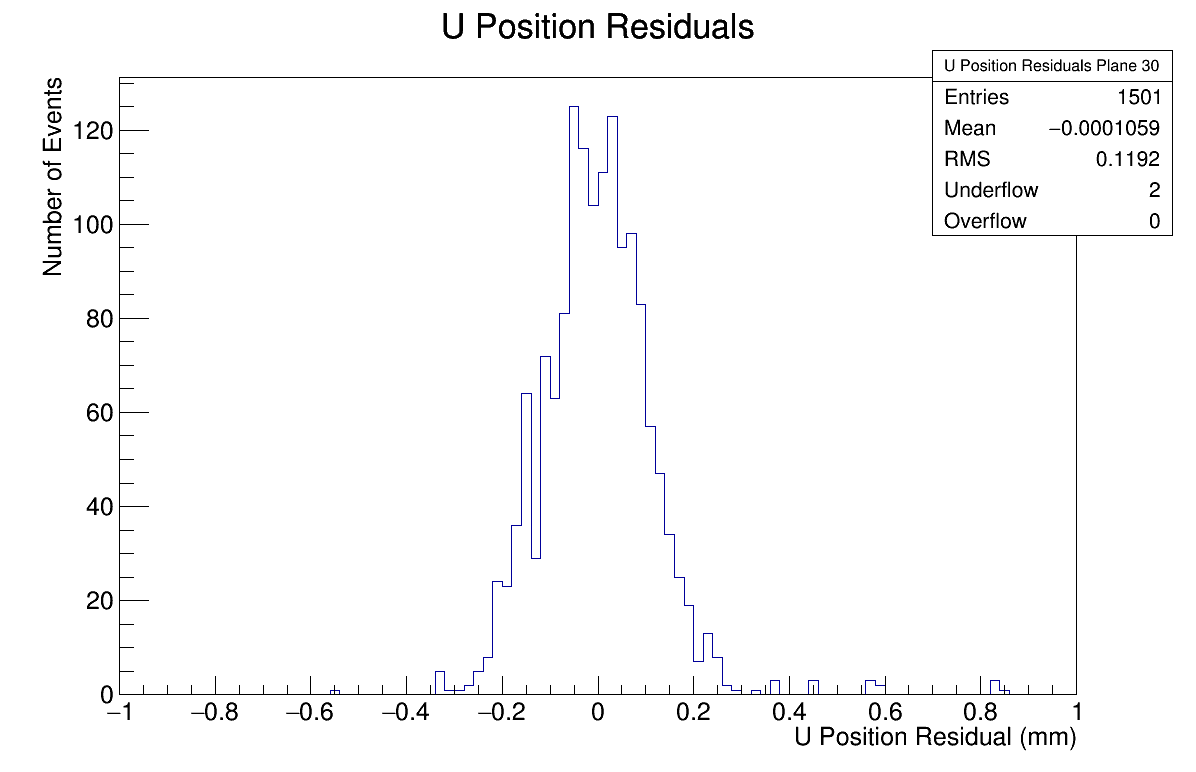 U Position Residuals
U Position Residuals Plane 30
Entries 1501
Mean −0.0001059
RMS 0.1192
Underflow 2
Overflow 0
Number of Events
120
100
80
60
40
20
0
−1 −0.8 −0.6 −0.4 −0.2 0 0.2 0.4 0.6 0.8 1
U Position Residual (mm)